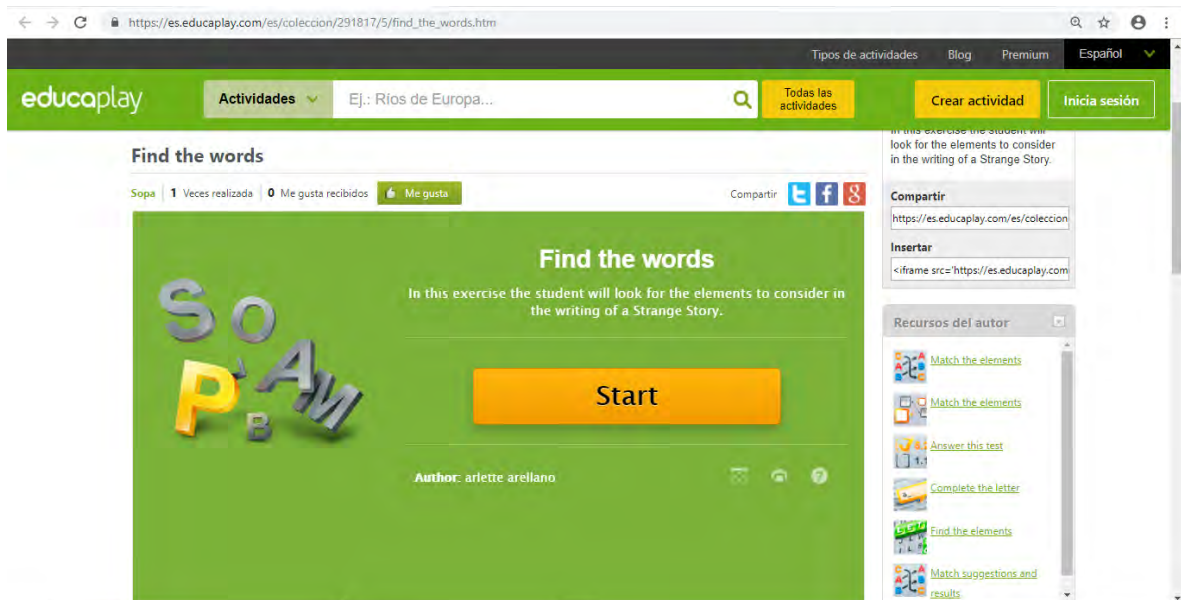 https://es.educaplay.com/es/coleccion/291817/5/find_the_words.htm
Tipos de actividades Blog Premium Español
educaplay Actividades Ej.: Ríos de Europa... Todas las actividades Crear actividad Inicia sesión
Find the words
Sopa 1 Veces realizada 0 Me gusta recibidos Me gusta Compartir
Find the words
In this exercise the student will look for the elements to consider in
the writing of a Strange Story.
Start
Author: arlette arellano
S O P A M B
in this exercise the student will
look for the elements to consider
in the writing of a Strange Story.
Compartir
https://es.educaplay.com/es/coleccion
Insertar
<iframe src='https://es.educaplay.com
Recursos del autor
Match the elements
Match the elements
Answer this test
Complete the letter
Find the elements
Match suggestions and
results